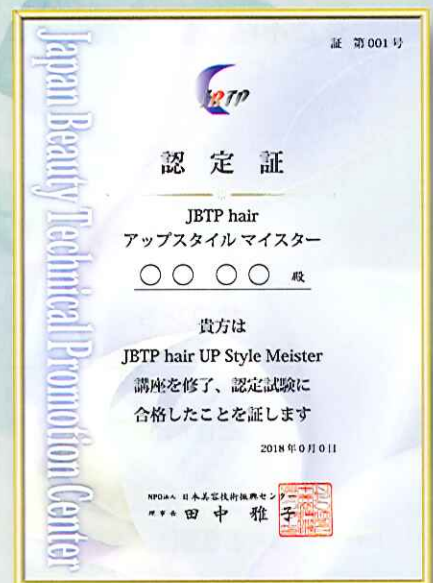 証 第001号
JBTP
認定証
JBTP hair
アップスタイル マイスター
○○ ○○ 殿
貴方は
JBTP hair UP Style Meister
講座を修了、認定試験に
合格したことを証します
2018年0月0日
NPO法人 日本美容技術振興センター
理事長 田中 雅子
Japan Beauty Technical Promotion Center